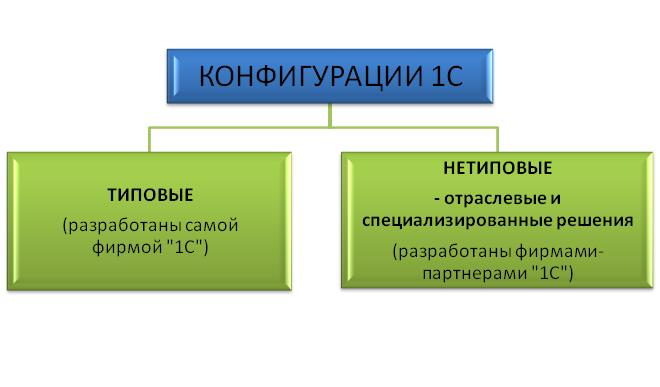 КОНФИГУРАЦИИ 1С
ТИПОВЫЕ
(разработаны самой
фирмой "1С")
НЕТИПОВЫЕ
- отраслевые и
специализированные решения
(разработаны фирмами-
партнерами "1С")